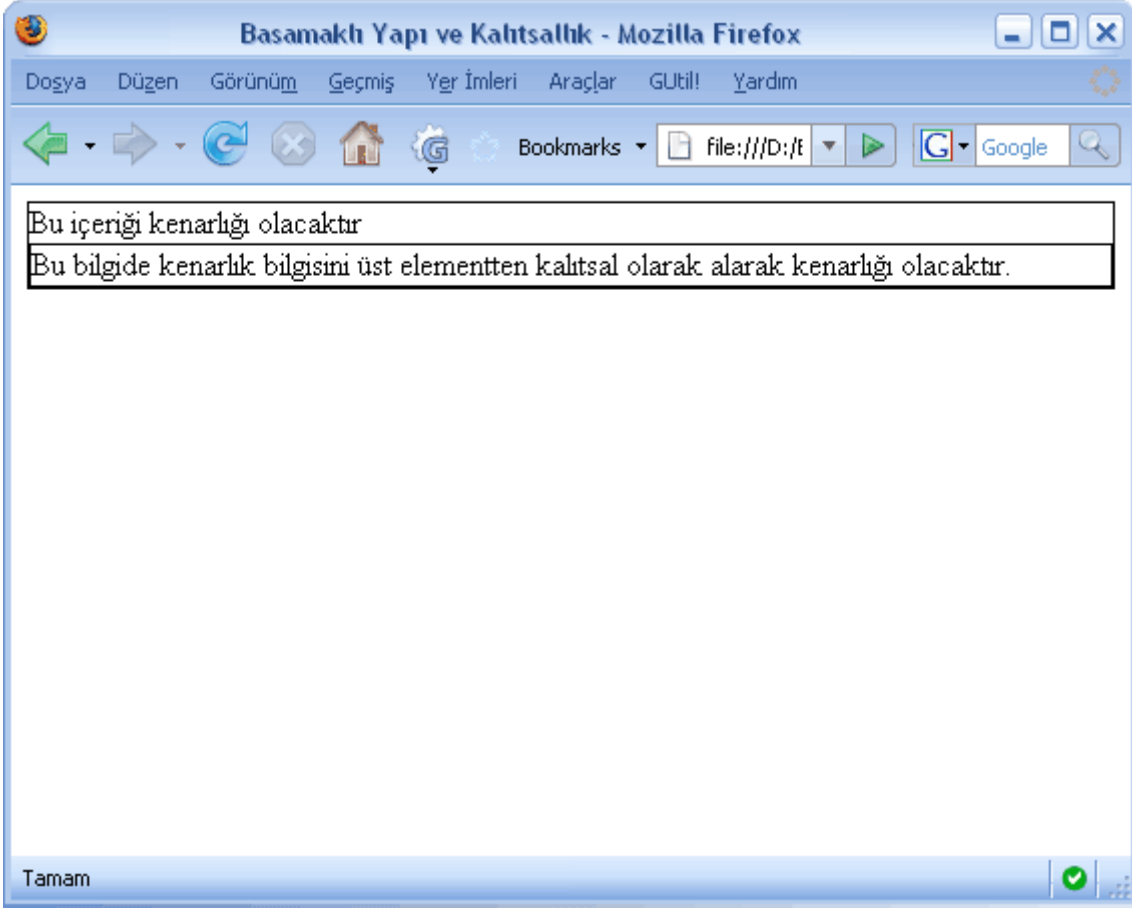 Basamaklı Yapı ve Kalıtsallık - Mozilla Firefox
Dosya Düzen Görünüm Geçmiş Yer İmleri Araçlar GUtil! Yardım
G Bookmarks file:///D:/E G Google
Bu içeriği kenarlığı olacaktır
Bu bilgide kenarlık bilgisini üst elementten kalıtsal olarak alarak kenarlığı olacaktır.
Tamam